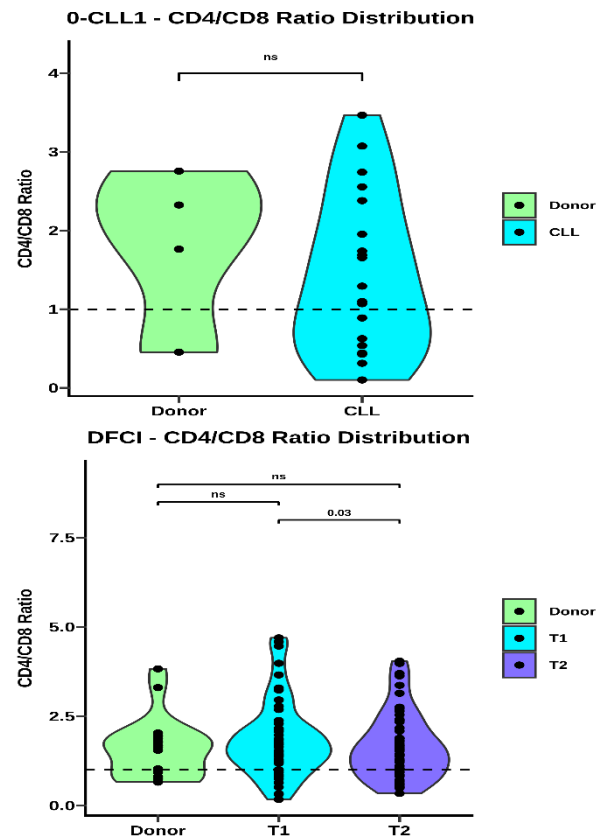 0-CLL1 - CD4/CD8 Ratio Distribution
ns
4
3
2
1
0
CD4/CD8 Ratio
Donor
CLL
Donor
CLL
DFCI - CD4/CD8 Ratio Distribution
ns
ns
0.03
7.5
5.0
2.5
0.0
CD4/CD8 Ratio
Donor
T1
T2
Donor
T1
T2